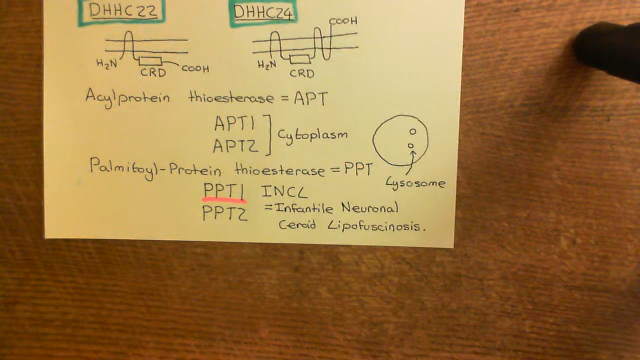 DHHC22 DHHC24
COOH
H₂N CRD COOH H₂N CRD
Acylprotein thioesterase = APT
APT1
APT2 Cytoplasm
Palmitoyl-Protein thioesterase = PPT
Lysosome
PPT1 INCL
PPT2 = Infantile Neuronal
Ceroid Lipofuscinosis.